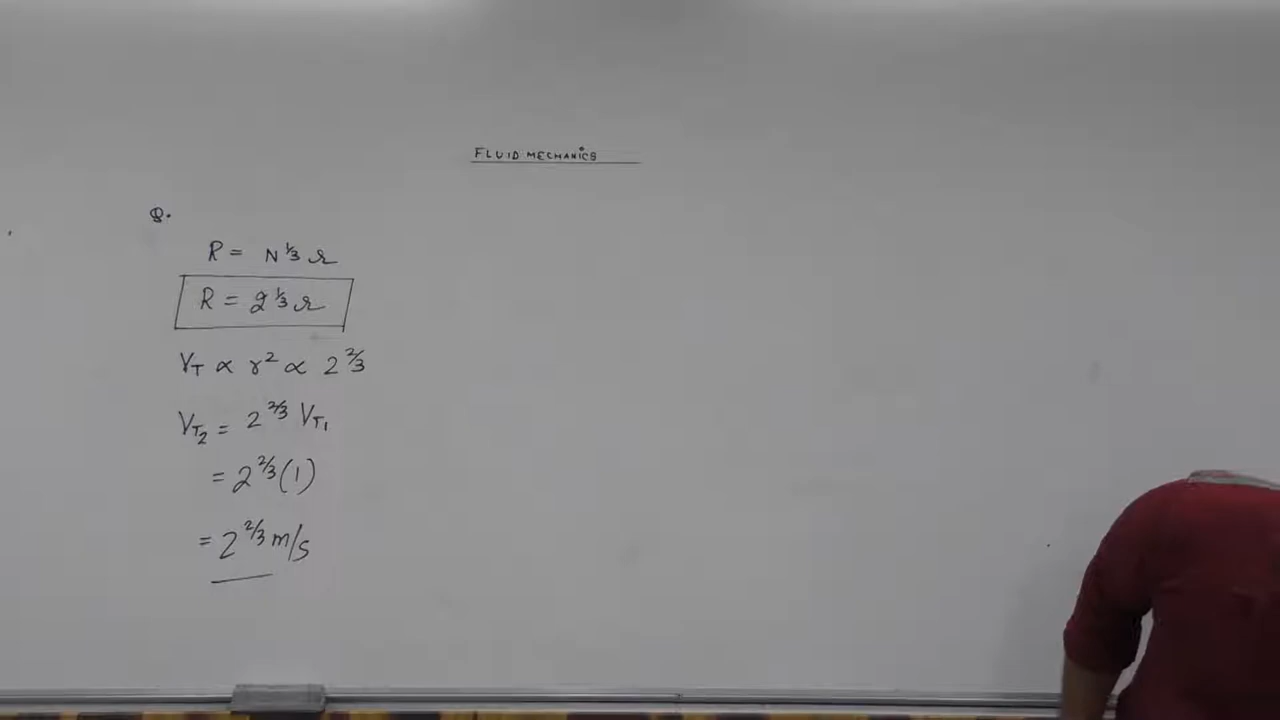 FLUID MECHANICS
Q.
R = N^1/3 r
R = 2^1/3 r
V_T ∝ r² ∝ 2^2/3
V_T2 = 2^2/3 V_T1
= 2^2/3 (1)
= 2^2/3 m/s